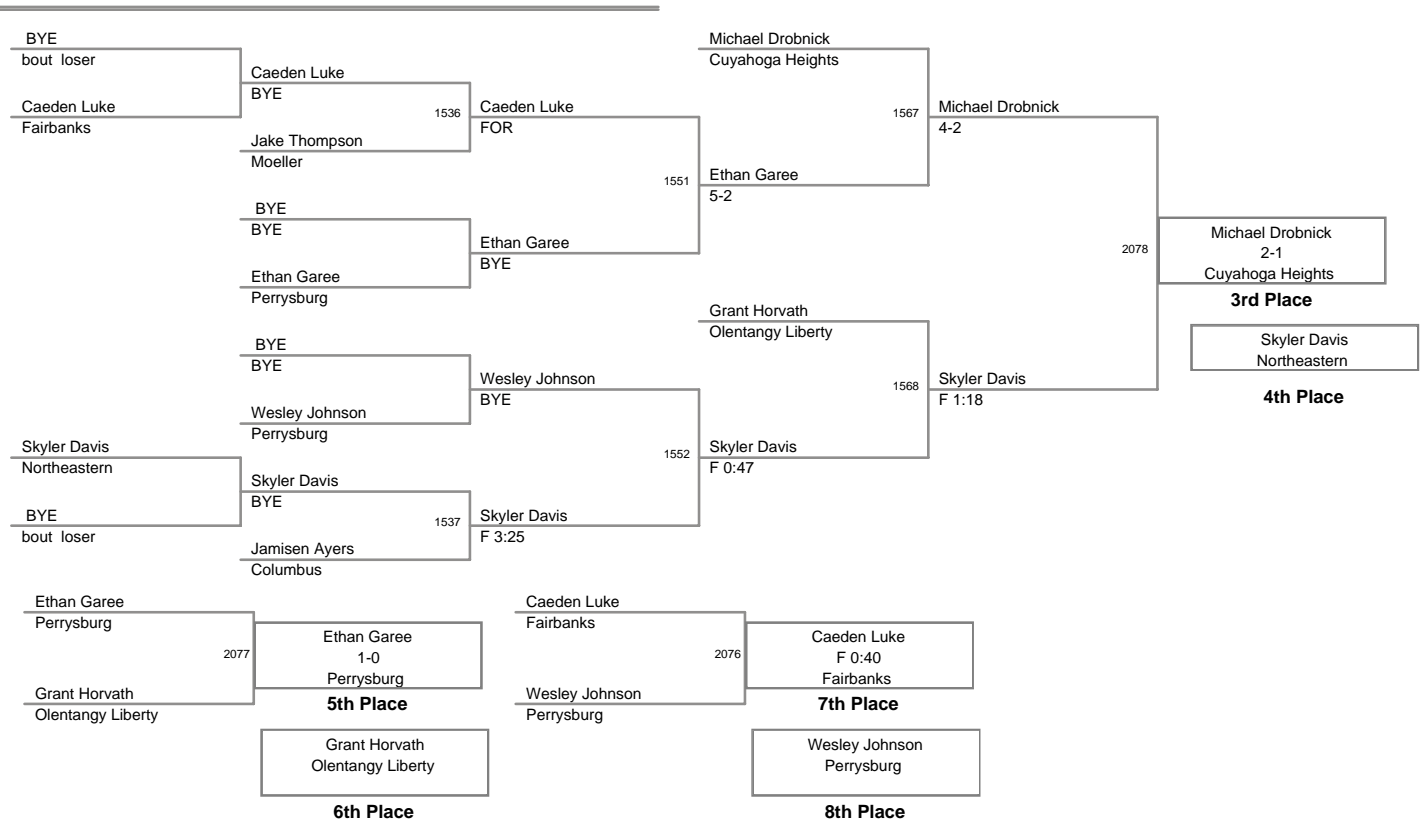 BYE
bout loser
Caeden Luke
Fairbanks
Caeden Luke
BYE
1536
Jake Thompson
Moeller
Caeden Luke
FOR
BYE
BYE
Ethan Garee
Perrysburg
Ethan Garee
BYE
1551
Michael Drobnick
Cuyahoga Heights
Ethan Garee
5-2
1567
Michael Drobnick
4-2
BYE
BYE
Wesley Johnson
Perrysburg
Wesley Johnson
BYE
Skyler Davis
Northeastern
BYE
bout loser
Skyler Davis
BYE
1537
Jamisen Ayers
Columbus
Skyler Davis
F 3:25
1552
Grant Horvath
Olentangy Liberty
Skyler Davis
F 0:47
1568
Skyler Davis
F 1:18
2078
Michael Drobnick
2-1
Cuyahoga Heights
3rd Place
Skyler Davis
Northeastern
4th Place
Ethan Garee
Perrysburg
2077
Grant Horvath
Olentangy Liberty
Ethan Garee
1-0
Perrysburg
5th Place
Grant Horvath
Olentangy Liberty
6th Place
Caeden Luke
Fairbanks
2076
Wesley Johnson
Perrysburg
Caeden Luke
F 0:40
Fairbanks
7th Place
Wesley Johnson
Perrysburg
8th Place